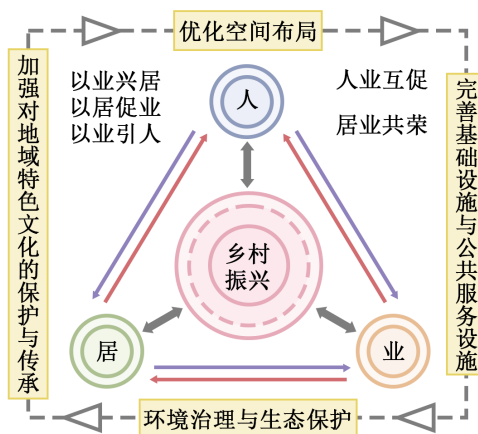 优化空间布局
加强对地域特色文化的保护与传承
以业兴居
以居促业
以业引人
人
人业互促
居业共荣
完善基础设施与公共服务设施
乡村
振兴
居
业
环境治理与生态保护